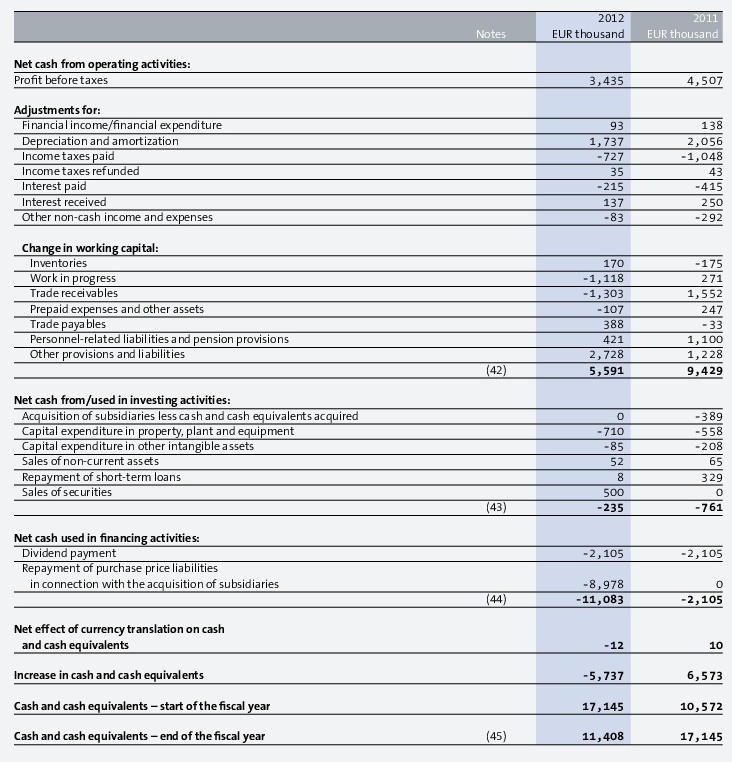 2012 2011
Notes EUR thousand EUR thousand
Net cash from operating activities:
Profit before taxes 3,435 4,507
Adjustments for:
Financial income/financial expenditure 93 138
Depreciation and amortization 1,737 2,056
Income taxes paid -727 -1,048
Income taxes refunded 35 43
Interest paid -215 -415
Interest received 137 250
Other non-cash income and expenses -83 -292
Change in working capital:
Inventories 170 -175
Work in progress -1,118 271
Trade receivables -1,303 1,552
Prepaid expenses and other assets -107 247
Trade payables 388 -33
Personnel-related liabilities and pension provisions 421 1,100
Other provisions and liabilities 2,728 1,228
(42) 5,591 9,429
Net cash from/used in investing activities:
Acquisition of subsidiaries less cash and cash equivalents acquired 0 -389
Capital expenditure in property, plant and equipment -710 -558
Capital expenditure in other intangible assets -85 -208
Sales of non-current assets 52 65
Repayment of short-term loans 8 329
Sales of securities 500 0
(43) -235 -761
Net cash used in financing activities:
Dividend payment -2,105 -2,105
Repayment of purchase price liabilities
in connection with the acquisition of subsidiaries -8,978 0
(44) -11,083 -2,105
Net effect of currency translation on cash
and cash equivalents -12 10
Increase in cash and cash equivalents -5,737 6,573
Cash and cash equivalents – start of the fiscal year 17,145 10,572
Cash and cash equivalents – end of the fiscal year (45) 11,408 17,145